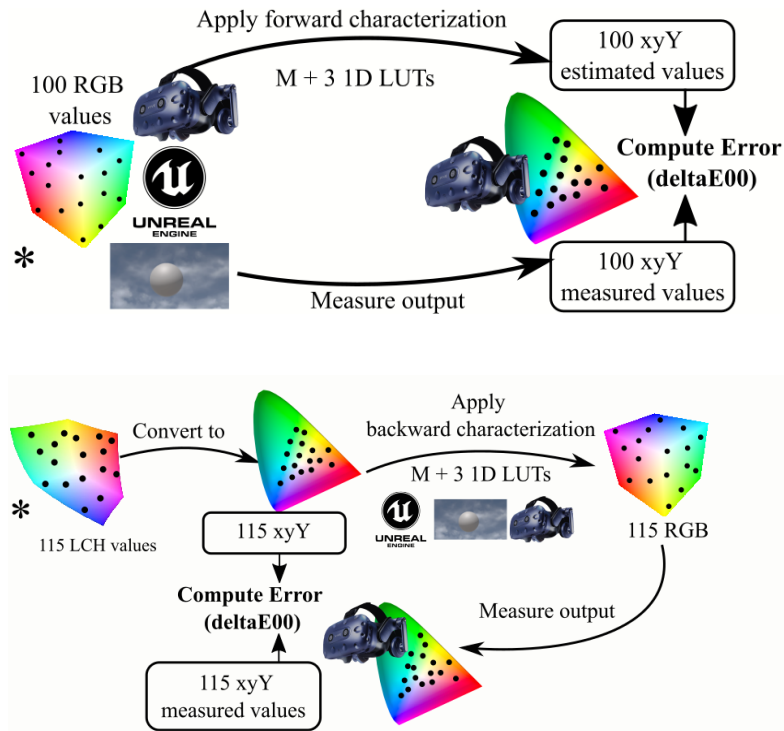 Apply forward characterization
M + 3 1D LUTs
100 RGB
values
UNREAL
ENGINE
*
100 xyY
estimated values
Compute Error
(deltaE00)
Measure output
100 xyY
measured values
Convert to
*
115 LCH values
Apply
backward characterization
M + 3 1D LUTs
UNREAL
ENGINE
115 RGB
115 xyY
Compute Error
(deltaE00)
Measure output
115 xyY
measured values